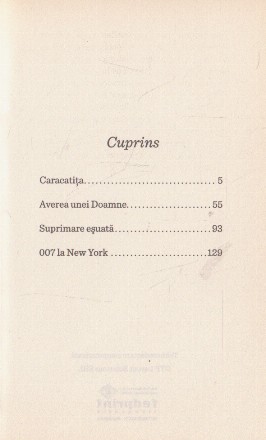 Cuprins
Caracatița.................................... 5
Averea unei Doamne........................ 55
Suprimare eșuată............................ 93
007 la New York ............................. 129